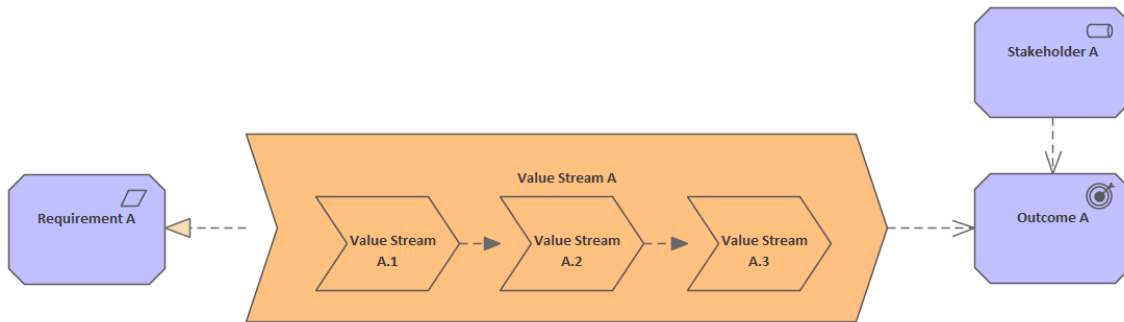 Stakeholder A
Value Stream A
Requirement A
Outcome A
Value Stream
A.1
Value Stream
A.2
Value Stream
A.3